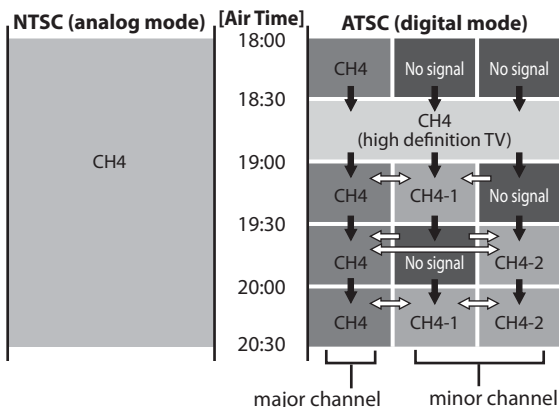 NTSC (analog mode) [Air Time] ATSC (digital mode)
18:00
CH4 No signal No signal
18:30
CH4
(high definition TV)
CH4
19:00
CH4 CH4-1 No signal
19:30
CH4 No signal CH4-2
20:00
CH4 CH4-1 CH4-2
20:30
major channel minor channel